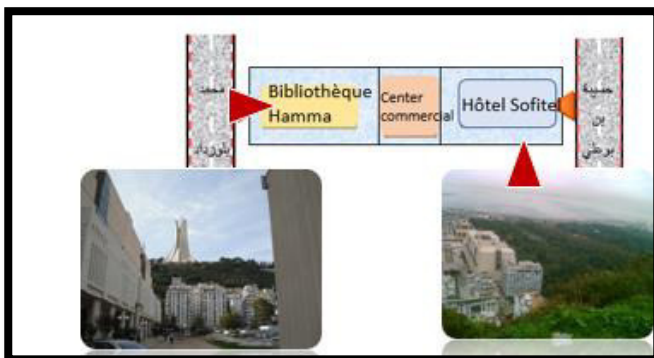 محمد
بلوزداد
Bibliothèque
Hamma
Center
commercial
Hôtel Sofitel
حسيبة
بن
بوعلي